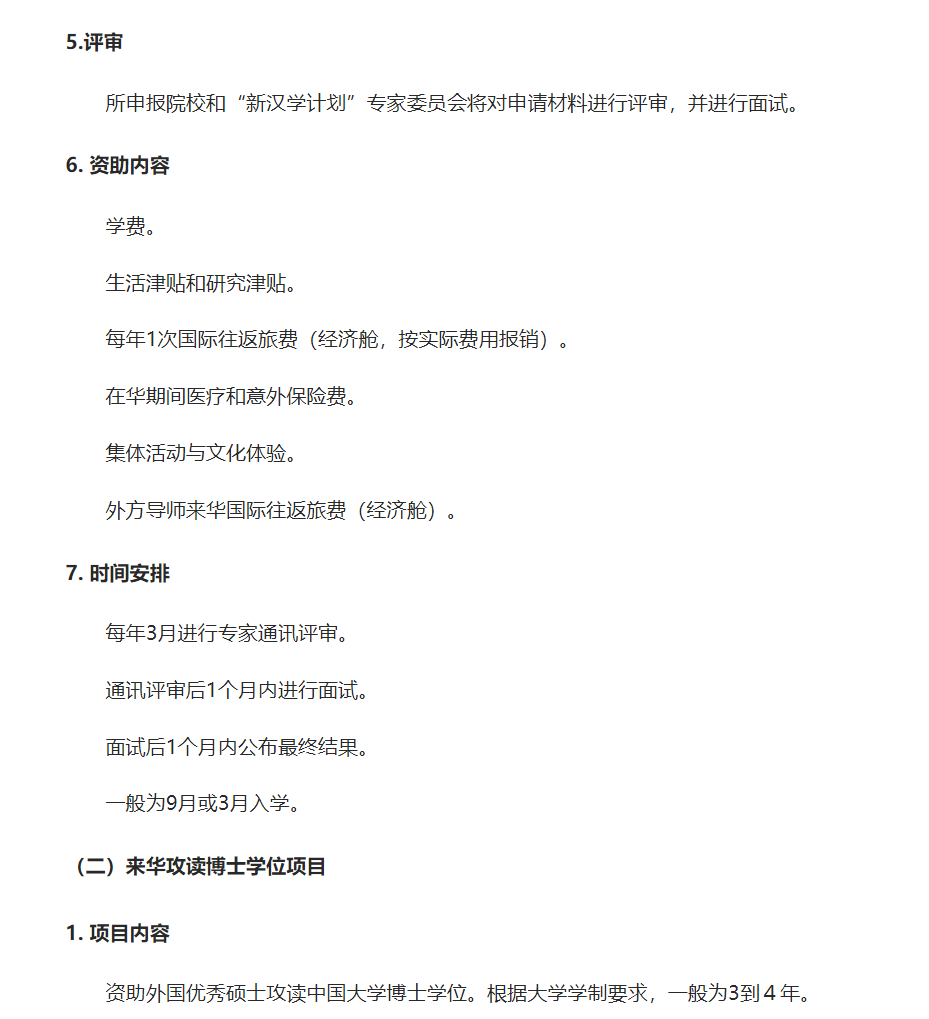 5.评审
所申报院校和“新汉学计划”专家委员会将对申请材料进行评审，并进行面试。
6. 资助内容
学费。
生活津贴和研究津贴。
每年1次国际往返旅费（经济舱，按实际费用报销）。
在华期间医疗和意外保险费。
集体活动与文化体验。
外方导师来华国际往返旅费（经济舱）。
7. 时间安排
每年3月进行专家通讯评审。
通讯评审后1个月内进行面试。
面试后1个月内公布最终结果。
一般为9月或3月入学。
（二）来华攻读博士学位项目
1. 项目内容
资助外国优秀硕士攻读中国大学博士学位。根据大学学制要求，一般为3到４年。